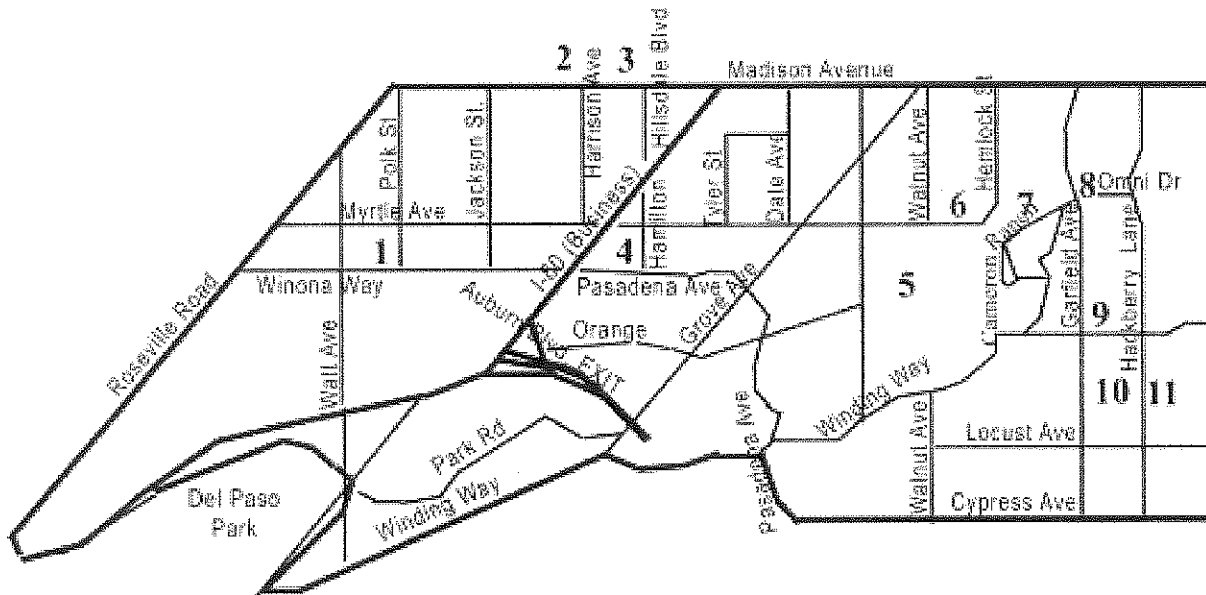 2
3
Madison Avenue
Polk St.
Jackson St.
Harrison Ave
Hamilton
Hillsdale Blvd
Tyler St
Dale Ave
Walnut Ave
Hemlock St
6
7
8
Omni Dr
Myrtle Ave
1
I-80 (Business)
4
Ranch
Winona Way
Pasadena Ave
5
Cameron
Garfield Ave
Hackberry Lane
9
Roseville Road
Wall Ave
Auburn Blvd EXIT
Orange
Grove Ave
Winding Way
10
11
Park Rd
Locust Ave
Del Paso
Park
Winding Way
Pasadena Ave
Walnut Ave
Cypress Ave